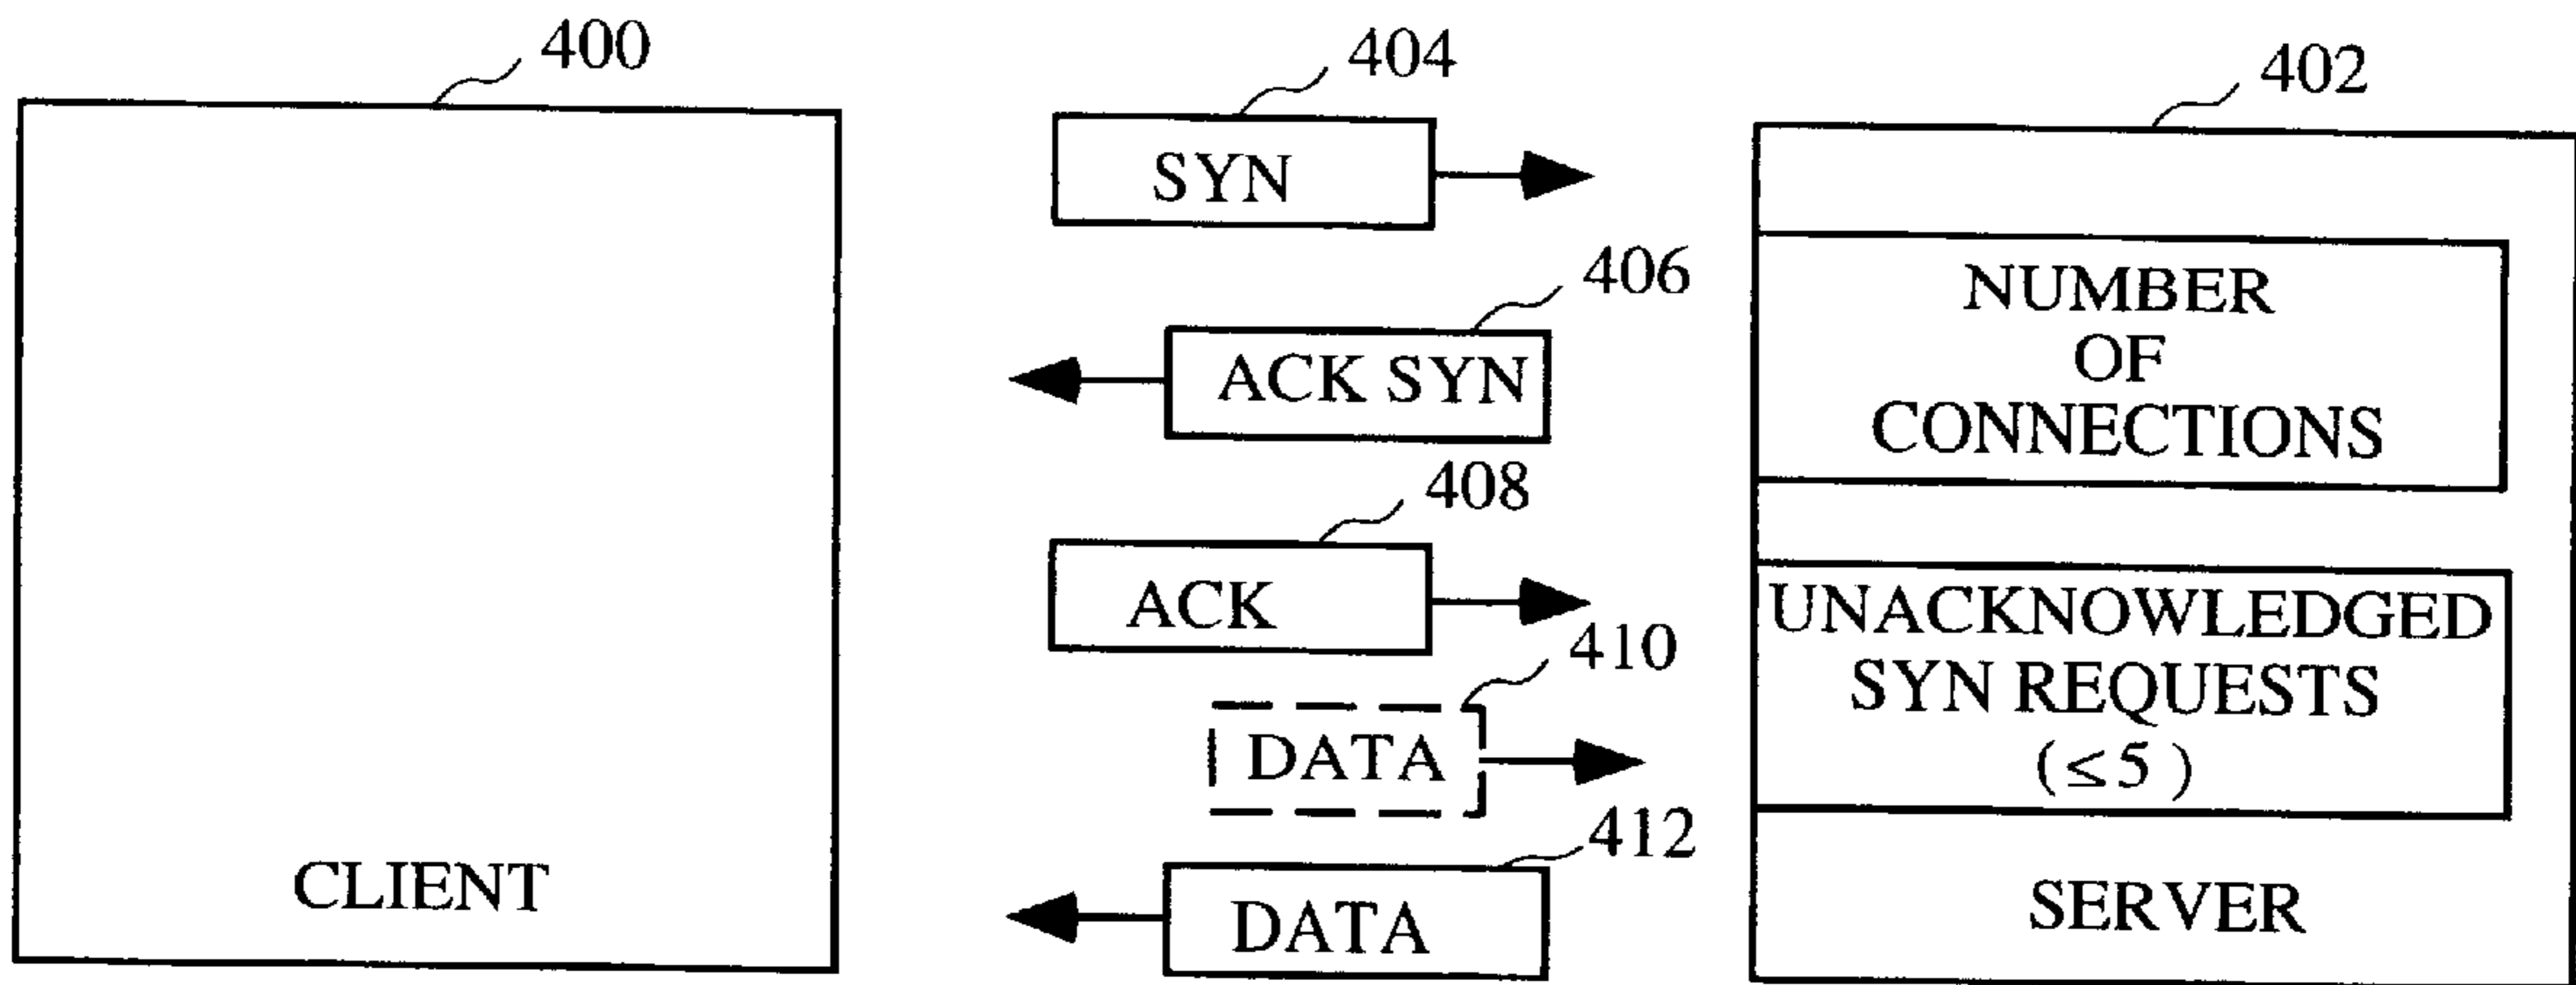 400
CLIENT
404
SYN
406
ACK SYN
408
ACK
410
DATA
412
DATA
402
NUMBER
OF
CONNECTIONS
UNACKNOWLEDGED
SYN REQUESTS
(≤5)
SERVER